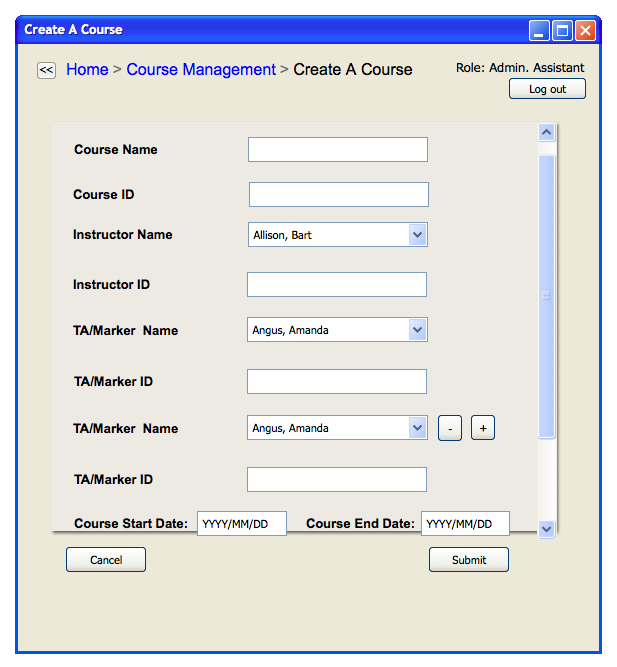 Create A Course
<< Home > Course Management > Create A Course
Role: Admin. Assistant
Log out
Course Name
Course ID
Instructor Name Allison, Bart
Instructor ID
TA/Marker Name Angus, Amanda
TA/Marker ID
TA/Marker Name Angus, Amanda - +
TA/Marker ID
Course Start Date: YYYY/MM/DD Course End Date: YYYY/MM/DD
Cancel Submit